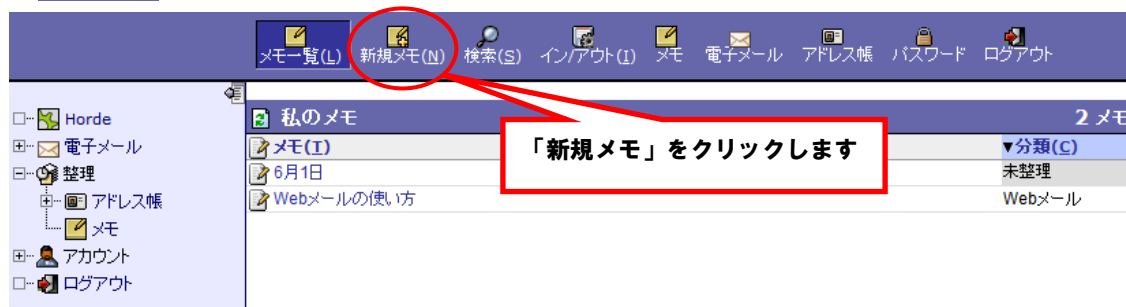 メモ一覧(L) 新規メモ(N) 検索(S) イン/アウト(I) メモ 電子メール アドレス帳 パスワード ログアウト
Horde
電子メール
整理
アドレス帳
メモ
アカウント
ログアウト
私のメモ 2 メモ
メモ(I) ▼分類(C)
6月1日 未整理
Webメールの使い方 Webメール
「新規メモ」をクリックします